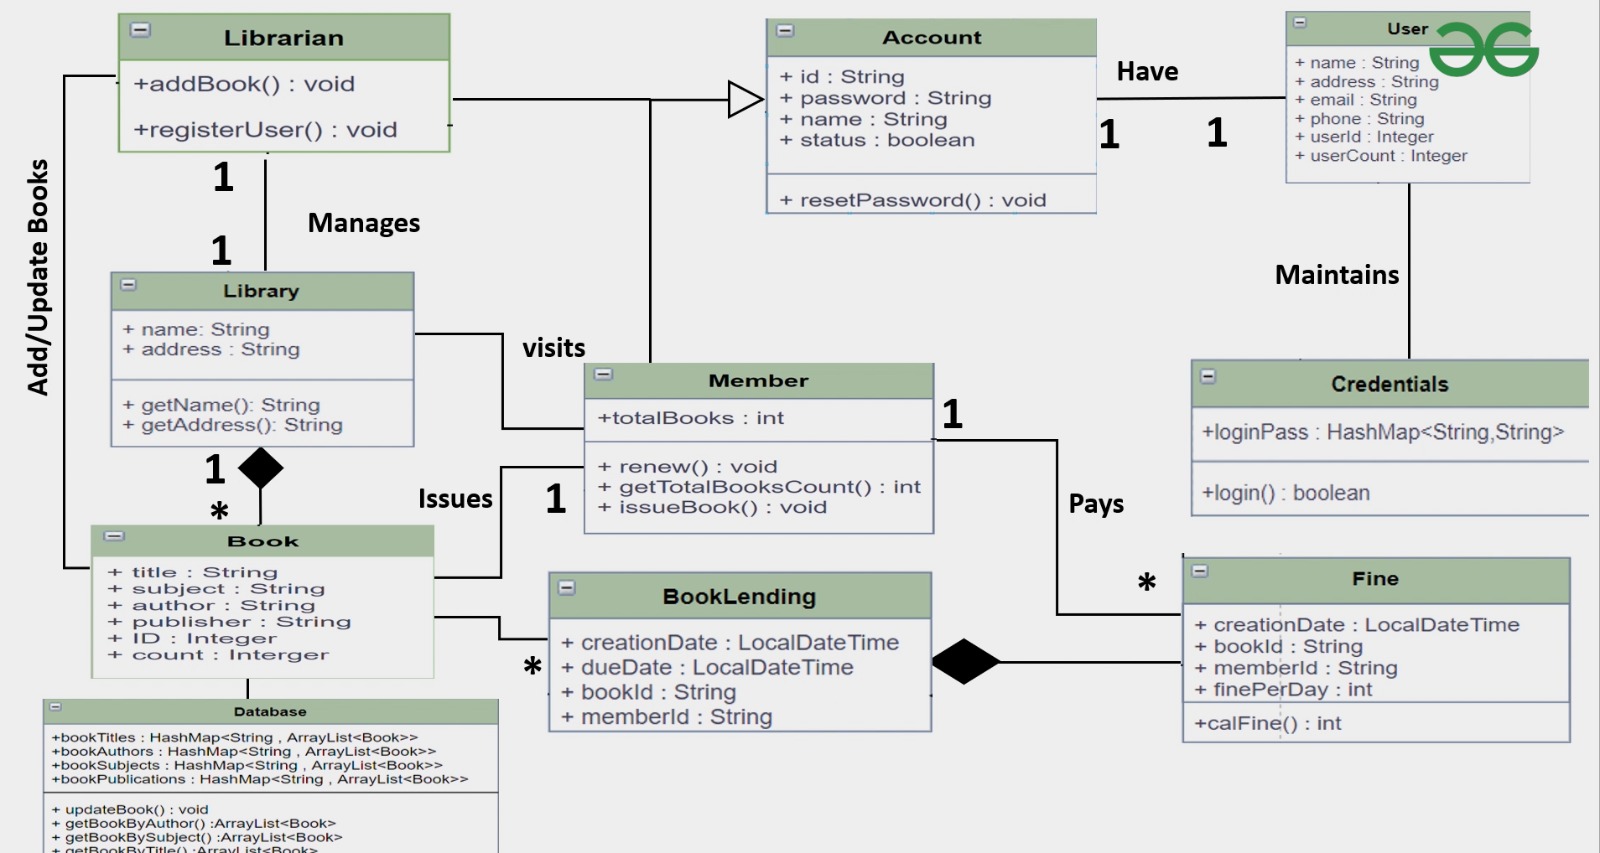 Librarian
+addBook() : void
+registerUser() : void
Account
+ id : String
+ password : String
+ name : String
+ status : boolean
+ resetPassword() : void
Have
1
1
User
+ name : String
+ address : String
+ email : String
+ phone : String
+ userId : Integer
+ userCount : Integer
Add/Update Books
1
Manages
1
Library
+ name: String
+ address : String
+ getName(): String
+ getAddress(): String
visits
Maintains
Member
+totalBooks : int
+ renew() : void
+ getTotalBooksCount() : int
+ issueBook() : void
1
Credentials
+loginPass : HashMap<String,String>
+login() : boolean
1
*
Issues
1
Pays
*
Book
+ title : String
+ subject : String
+ author : String
+ publisher : String
+ ID : Integer
+ count : Interger
*
BookLending
+ creationDate : LocalDateTime
+ dueDate : LocalDateTime
+ bookId : String
+ memberId : String
Fine
+ creationDate : LocalDateTime
+ bookId : String
+ memberId : String
+ finePerDay : int
+calFine() : int
Database
+bookTitles : HashMap<String , ArrayList<Book>>
+bookAuthors : HashMap<String , ArrayList<Book>>
+bookSubjects : HashMap<String , ArrayList<Book>>
+bookPublications : HashMap<String , ArrayList<Book>>
+ updateBook() : void
+ getBookByAuthor() :ArrayList<Book>
+ getBookBySubject() :ArrayList<Book>
+ getBookByTitle() :ArrayList<Book>